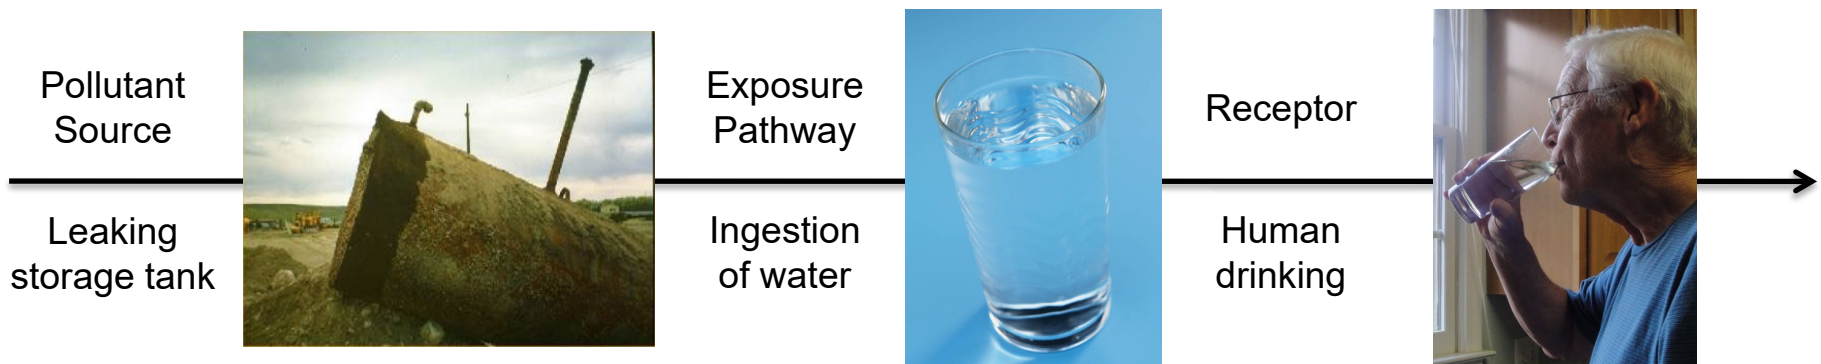 Pollutant
Source
Leaking
storage tank
Exposure
Pathway
Ingestion
of water
Receptor
Human
drinking